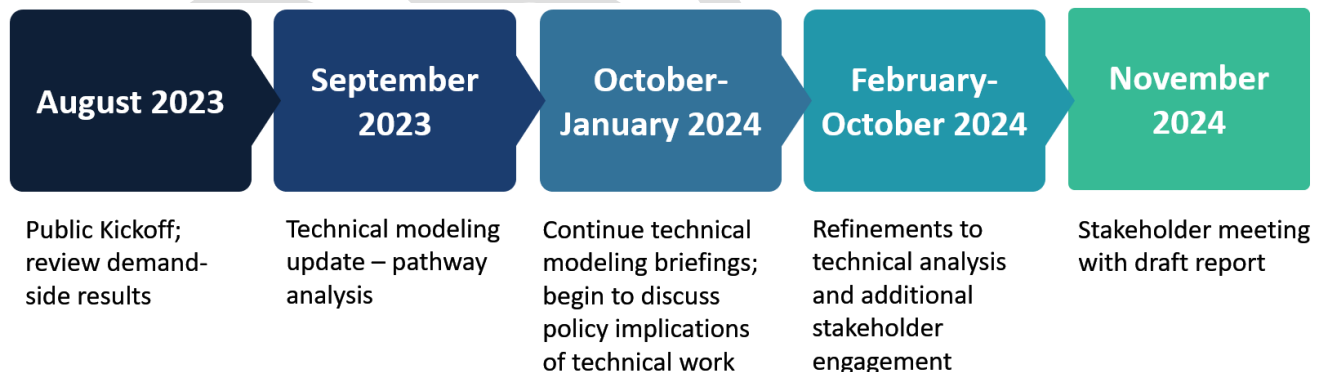 August 2023
September
2023
October-
January 2024
February-
October 2024
November
2024
Public Kickoff;
review demand-
side results
Technical modeling
update – pathway
analysis
Continue technical
modeling briefings;
begin to discuss
policy implications
of technical work
Refinements to
technical analysis
and additional
stakeholder
engagement
Stakeholder meeting
with draft report